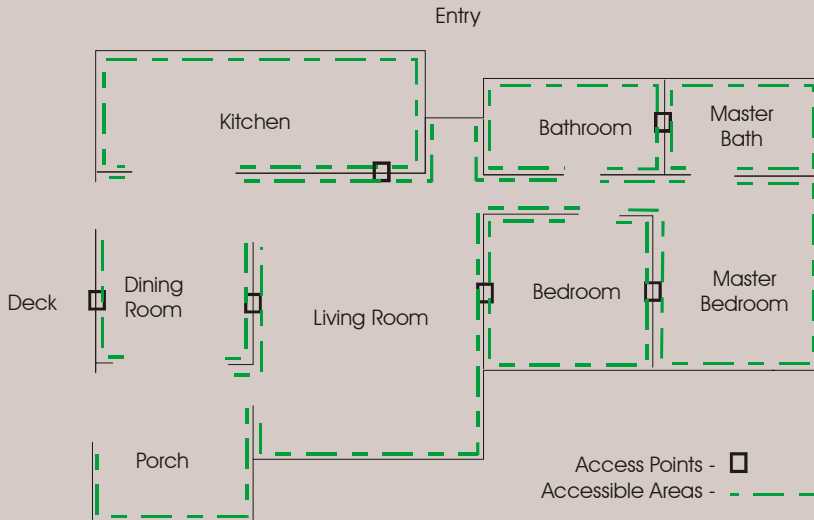 Entry
Kitchen
Bathroom
Master
Bath
Deck
Dining
Room
Living Room
Bedroom
Master
Bedroom
Porch
Access Points -
Accessible Areas -